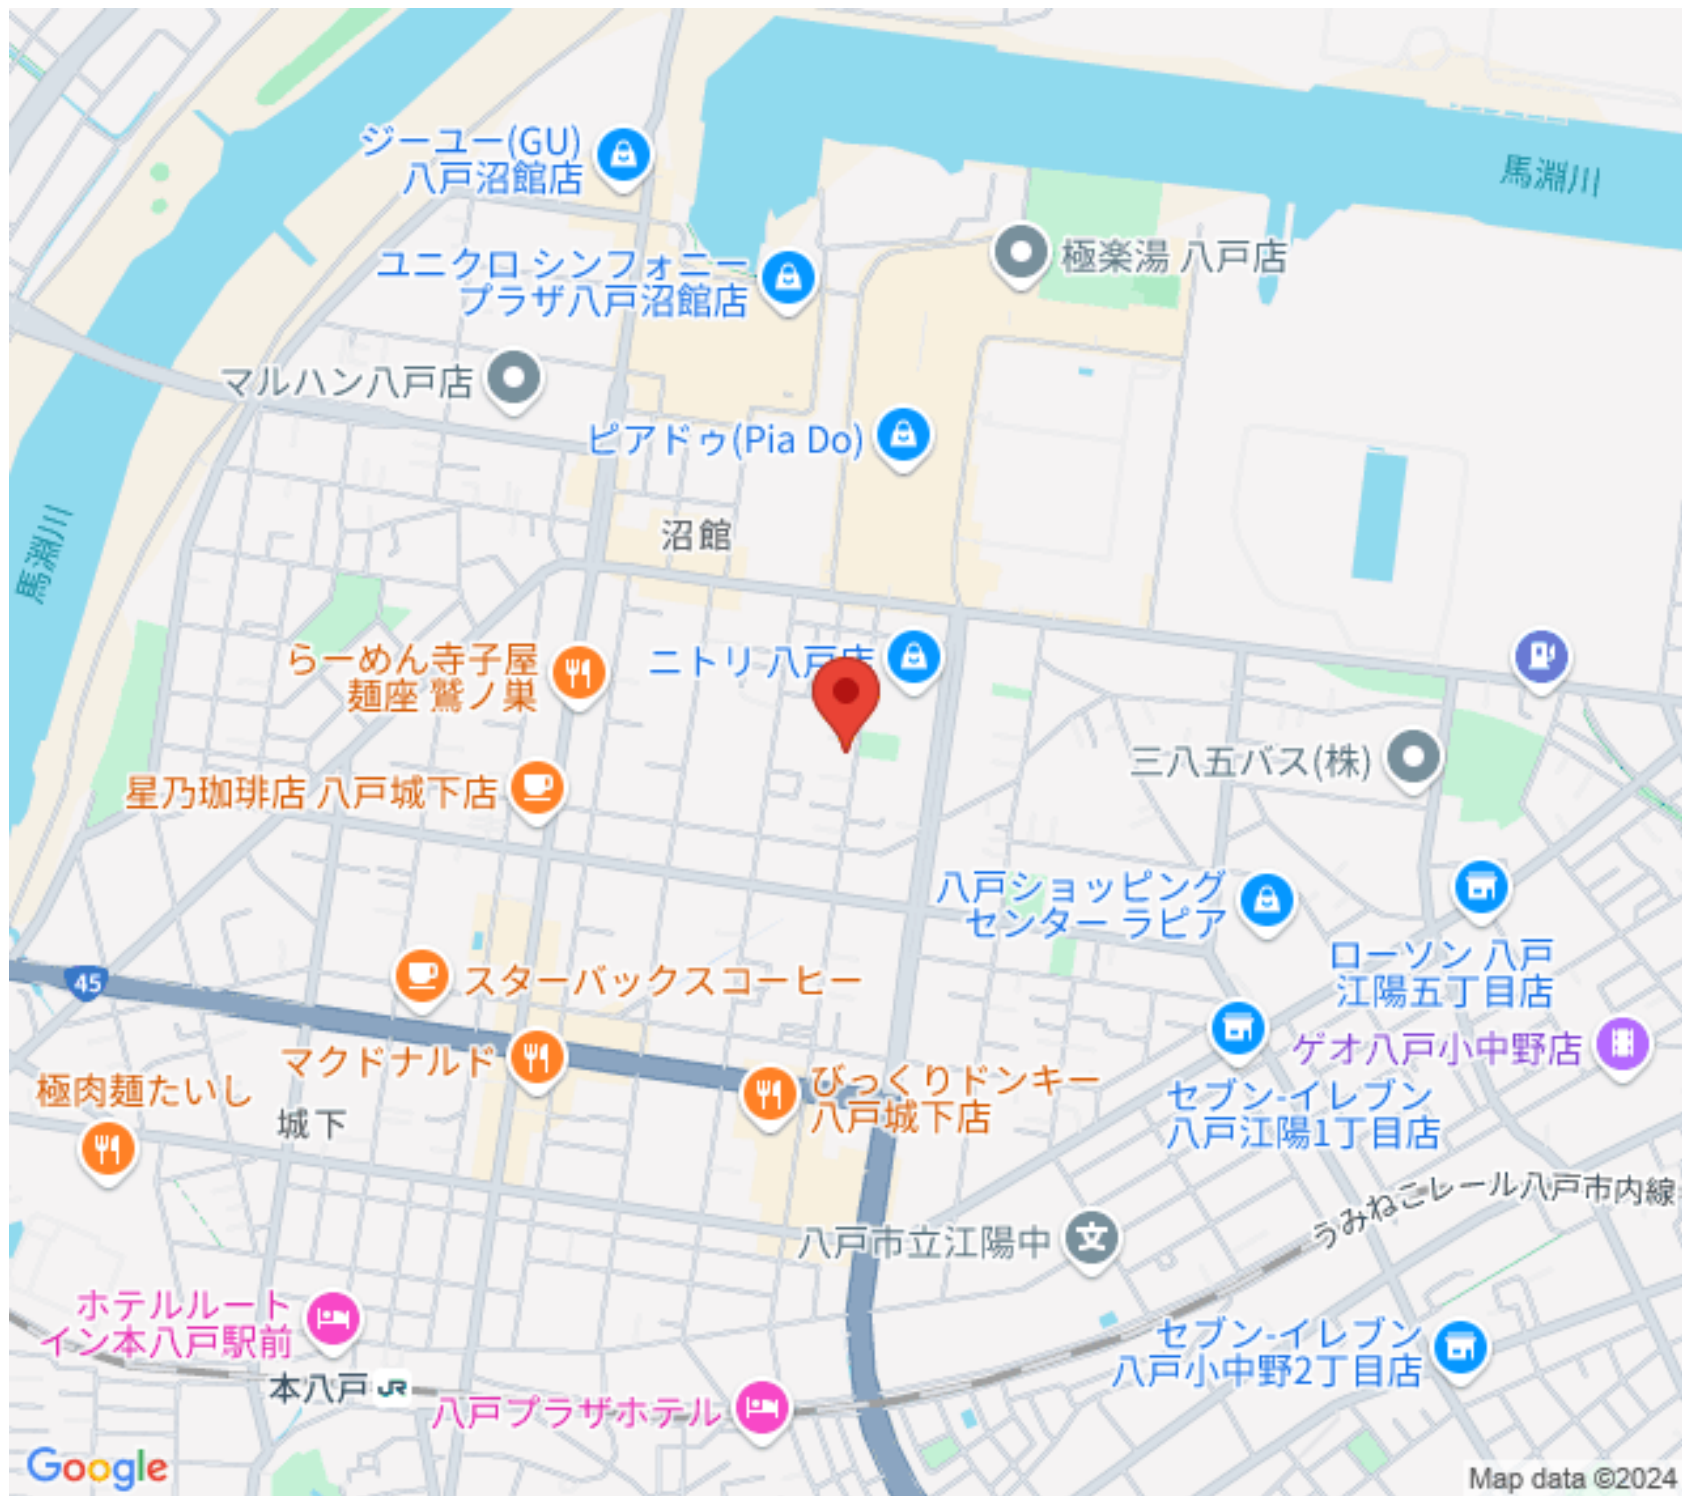 ジーユー(GU)
八戸沼館店
馬淵川
ユニクロ シンフォニー
プラザ八戸沼館店
極楽湯 八戸店
マルハン八戸店
ピアドゥ(Pia Do)
沼館
馬淵川
らーめん寺子屋
麺座 鷲ノ巣
ニトリ 八戸店
三八五バス(株)
星乃珈琲店 八戸城下店
八戸ショッピング
センター ラピア
ローソン 八戸
江陽五丁目店
45
スターバックスコーヒー
マクドナルド
ゲオ八戸小中野店
極肉麺たいし
びっくりドンキー
八戸城下店
セブン-イレブン
八戸江陽1丁目店
城下
うみねこレール八戸市内線
八戸市立江陽中
文
ホテルルート
イン本八戸駅前
セブン-イレブン
八戸小中野2丁目店
本八戸 JR
八戸プラザホテル
Google
Map data ©2024